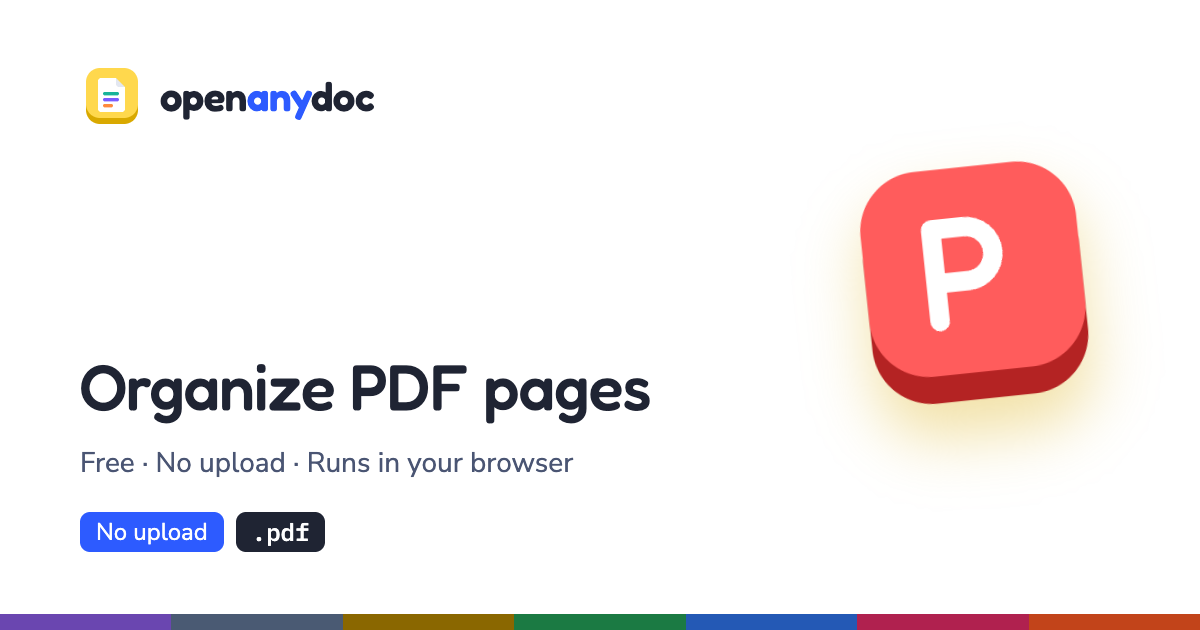 openanydoc
P
Organize PDF pages
Free · No upload · Runs in your browser
No upload
.pdf